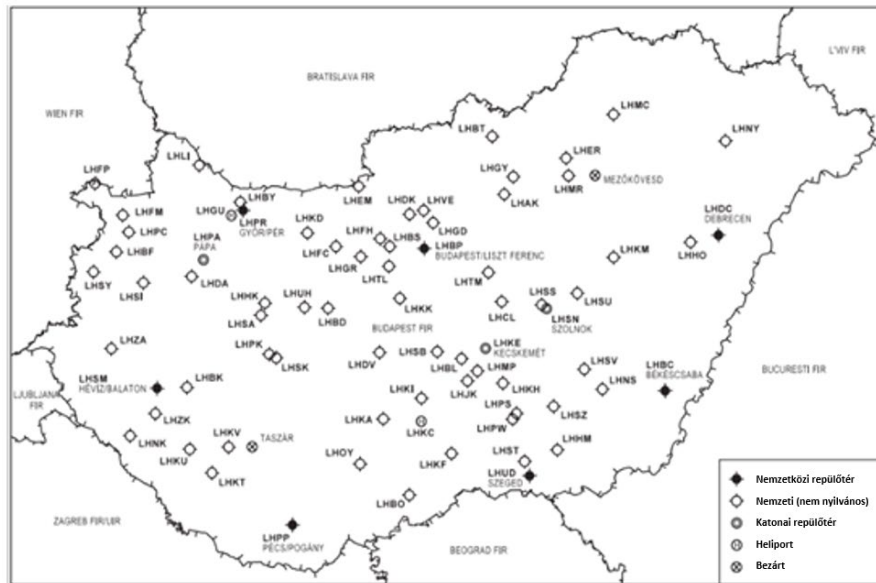 BRATISLAVA FIR
L'VIV FIR
WIEN FIR
LHMC
LHBT
LHNY
LHLI
LHER
LHFP
LHGY
LHMR
MEZŐKÖVESD
LHEM
LHAK
LHBY
LHFM
LHGU
LHPR
GYŐR/PÉR
LHDK
LHVE
LHPC
LHKD
LHGD
LHDC
DEBRECEN
LHPA
PÁPA
LHFH
LHBS
LHBP
BUDAPEST/LISZT FERENC
LHBF
LHFC
LHHO
LHKM
LHGR
LHTL
LHSY
LHSI
LHDA
LHTM
LHHK
LHUH
LHKK
LHCL
LHSS
LHSU
LHSA
LHBD
LHSN
SZOLNOK
BUDAPEST FIR
LHZA
LHPK
LHSK
LHDV
LHSB
LHKE
KECSKEMÉT
LHBL
LHMP
LHSV
LHBC
BÉKÉSCSABA
BUCURESTI FIR
LHSM
HÉVÍZ/BALATON
LHBK
LHKI
LHJK
LHKH
LHNS
LJUBLJANA
FIR
LHZK
LHKA
LHKC
LHPS
LHPW
LHSZ
LHNK
LHKU
LHKV
TASZÁR
LHKT
LHOY
LHKF
LHST
LHHM
LHUD
SZEGED
LHBO
ZAGREB FIR/UIR
LHPP
PÉCS/POGÁNY
BEOGRAD FIR
Nemzetközi repülőtér
Nemzeti (nem nyilvános)
Katonai repülőtér
Heliport
Bezárt